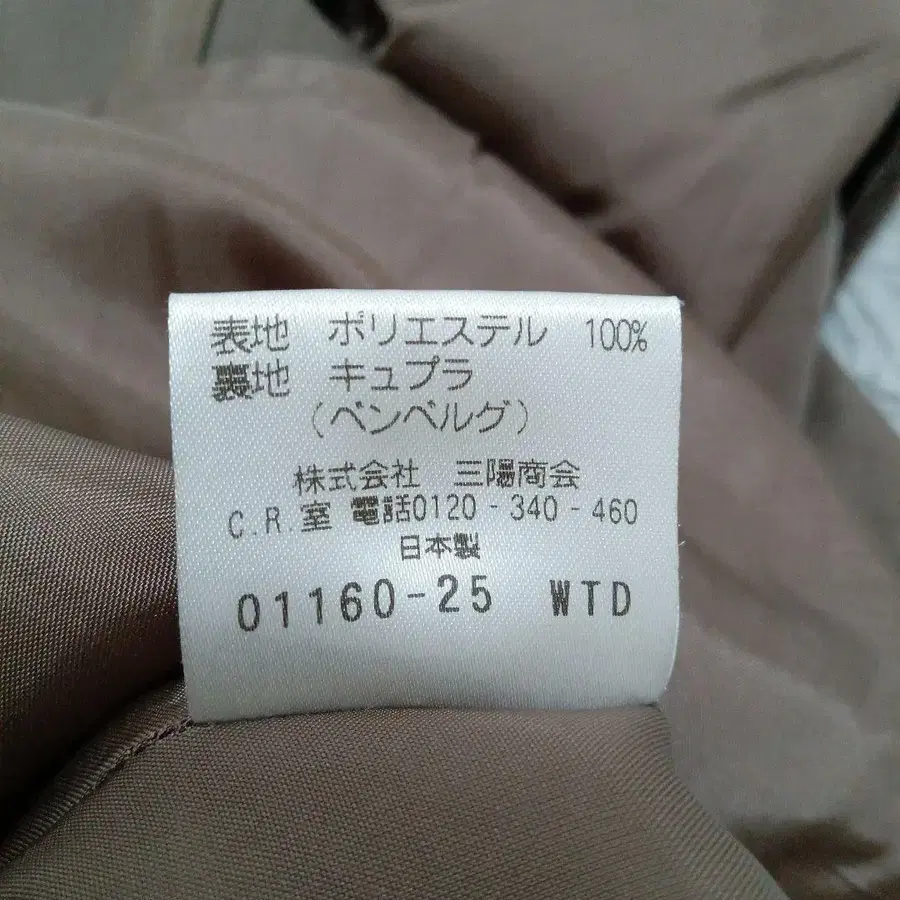 表地 ポリエステル 100%
裏地 キュプラ
(ベンベルグ)
株式会社 三陽商会
C.R.室 電話0120-340-460
日本製
01160-25 WTD